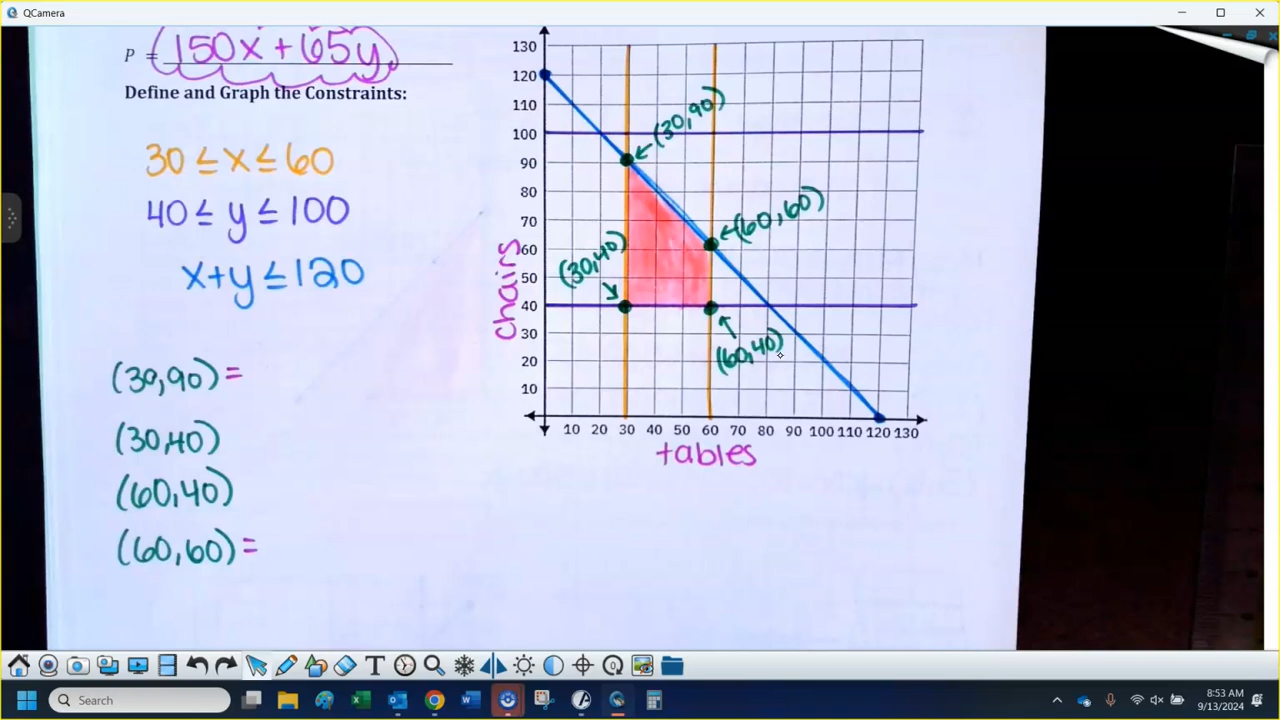 QCamera
P = (150x + 65y)
Define and Graph the Constraints:
30 ≤ x ≤ 60
40 ≤ y ≤ 100
x+y ≤ 120
(30,90) =
(30,40)
(60,40)
(60,60) =
130
120
110
100
90
80
70
60
50
40
30
20
10
10 20 30 40 50 60 70 80 90 100 110 120 130
chairs
tables
(30,90)
(60,60)
(30,40)
(60,40)
Search
8:53 AM
9/13/2024